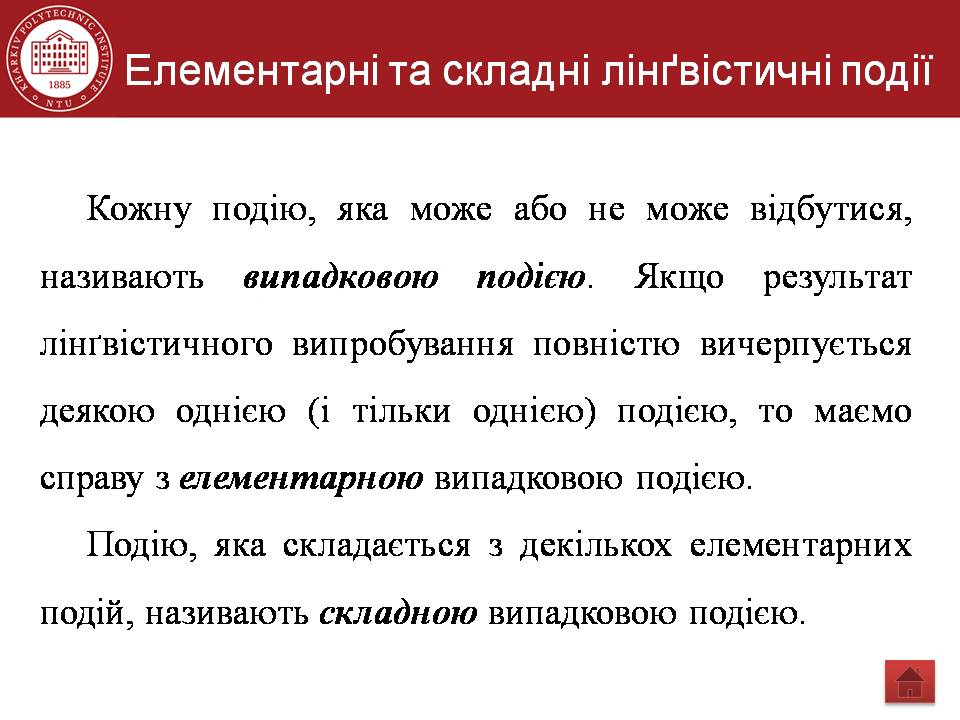 KHARKIV POLYTECHNIC INSTITUTE
1885
NTU
Елементарні та складні лінґвістичні події
Кожну подію, яка може або не може відбутися,
називають випадковою подією. Якщо результат
лінґвістичного випробування повністю вичерпується
деякою однією (і тільки однією) подією, то маємо
справу з елементарною випадковою подією.
Подію, яка складається з декількох елементарних
подій, називають складною випадковою подією.